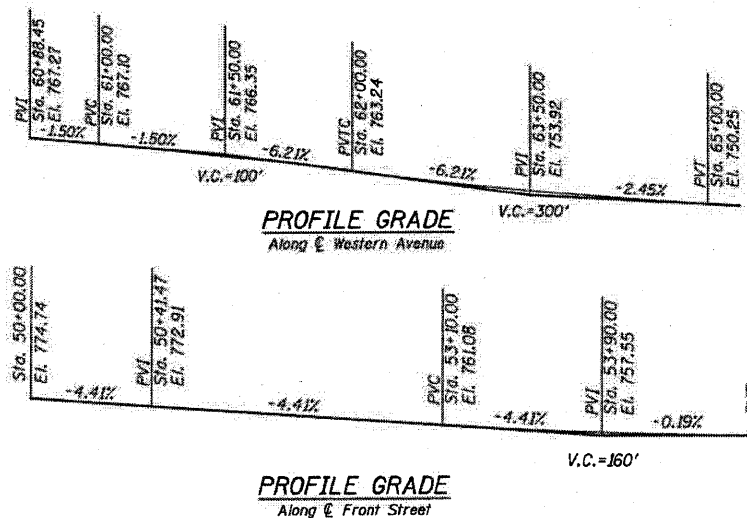 PVI
Sta. 60+88.45
El. 767.27
PVC
Sta. 61+00.00
El. 767.10
PVI
Sta. 61+50.00
El. 766.35
PVTC
Sta. 62+00.00
El. 763.24
PVI
Sta. 63+50.00
El. 753.92
PVT
Sta. 65+00.00
El. 750.25
-1.50%
-1.50%
-6.21%
-6.21%
-2.45%
V.C.=100'
V.C.=300'
PROFILE GRADE
Along ℄ Western Avenue
Sta. 50+00.00
El. 774.74
PVI
Sta. 50+41.47
El. 772.91
PVC
Sta. 53+10.00
El. 761.08
PVI
Sta. 53+90.00
El. 757.55
-4.41%
-4.41%
-4.41%
-0.19%
V.C.=160'
PROFILE GRADE
Along ℄ Front Street